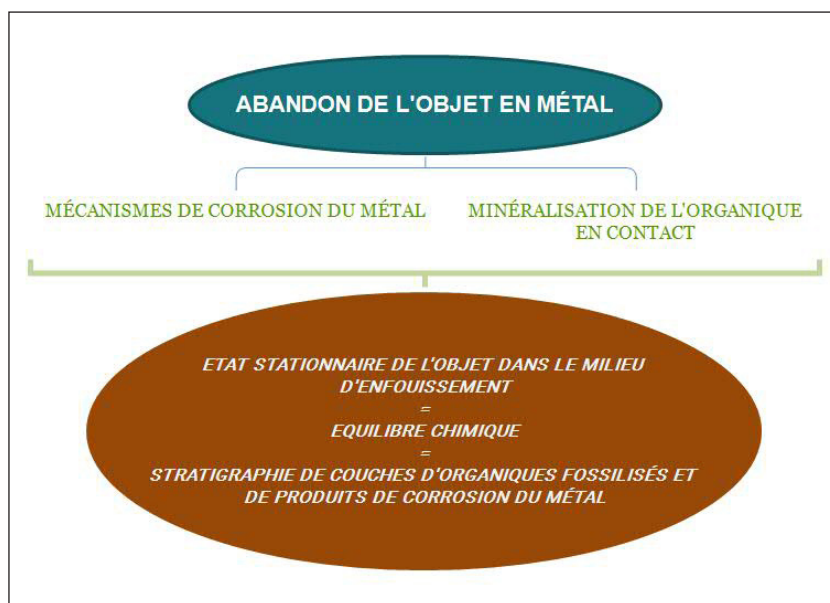 ABANDON DE L'OBJET EN MÉTAL
MÉCANISMES DE CORROSION DU MÉTAL
MINÉRALISATION DE L'ORGANIQUE
EN CONTACT
ETAT STATIONNAIRE DE L'OBJET DANS LE MILIEU
D'ENFOUISSEMENT
=
EQUILIBRE CHIMIQUE
=
STRATIGRAPHIE DE COUCHES D'ORGANIQUES FOSSILISÉS ET
DE PRODUITS DE CORROSION DU MÉTAL